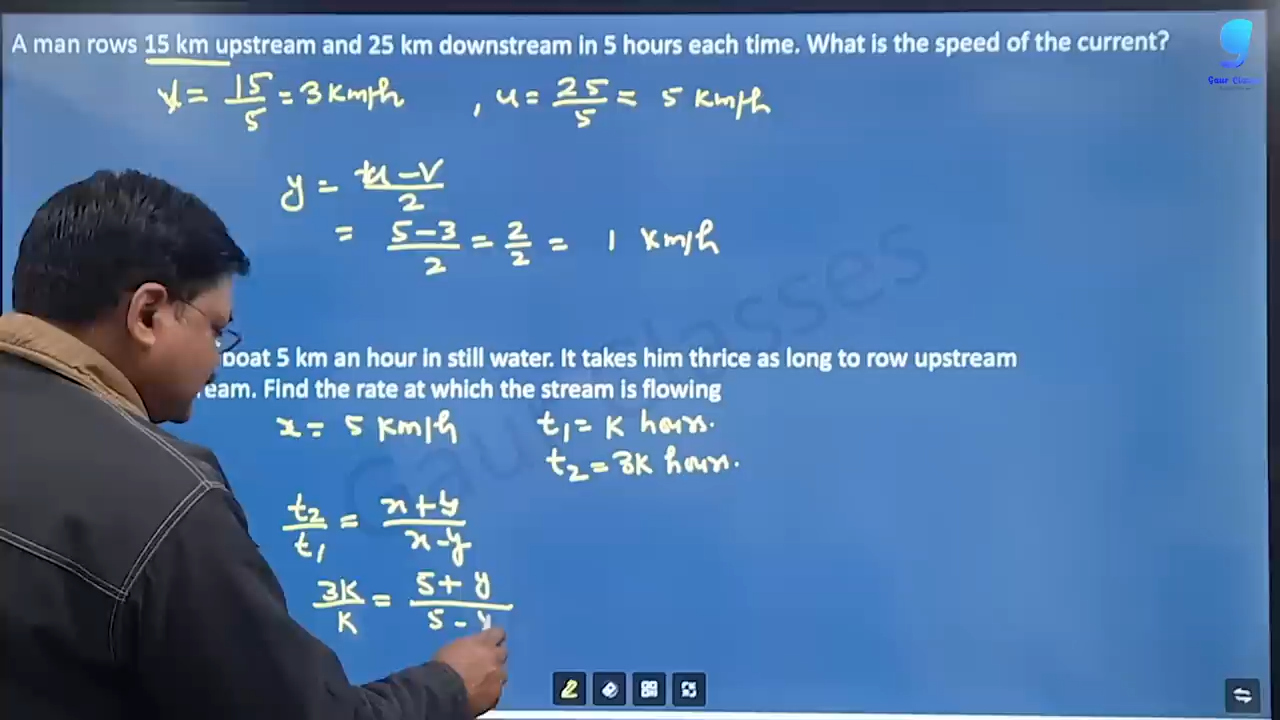 A man rows 15 km upstream and 25 km downstream in 5 hours each time. What is the speed of the current?
= 15/5 = 3 km/h , u = 25/5 = 5 km/h
y = u - v / 2
= 5 - 3 / 2 = 2/2 = 1 km/h
boat 5 km an hour in still water. It takes him thrice as long to row upstream
eam. Find the rate at which the stream is flowing
x = 5 km/h t₁ = K hours.
t₂ = 3K hours.
t₂/t₁ = x + y / x - y
3K/K = 5 + y / 5 - y
Gaur Classes
Gaur Classes